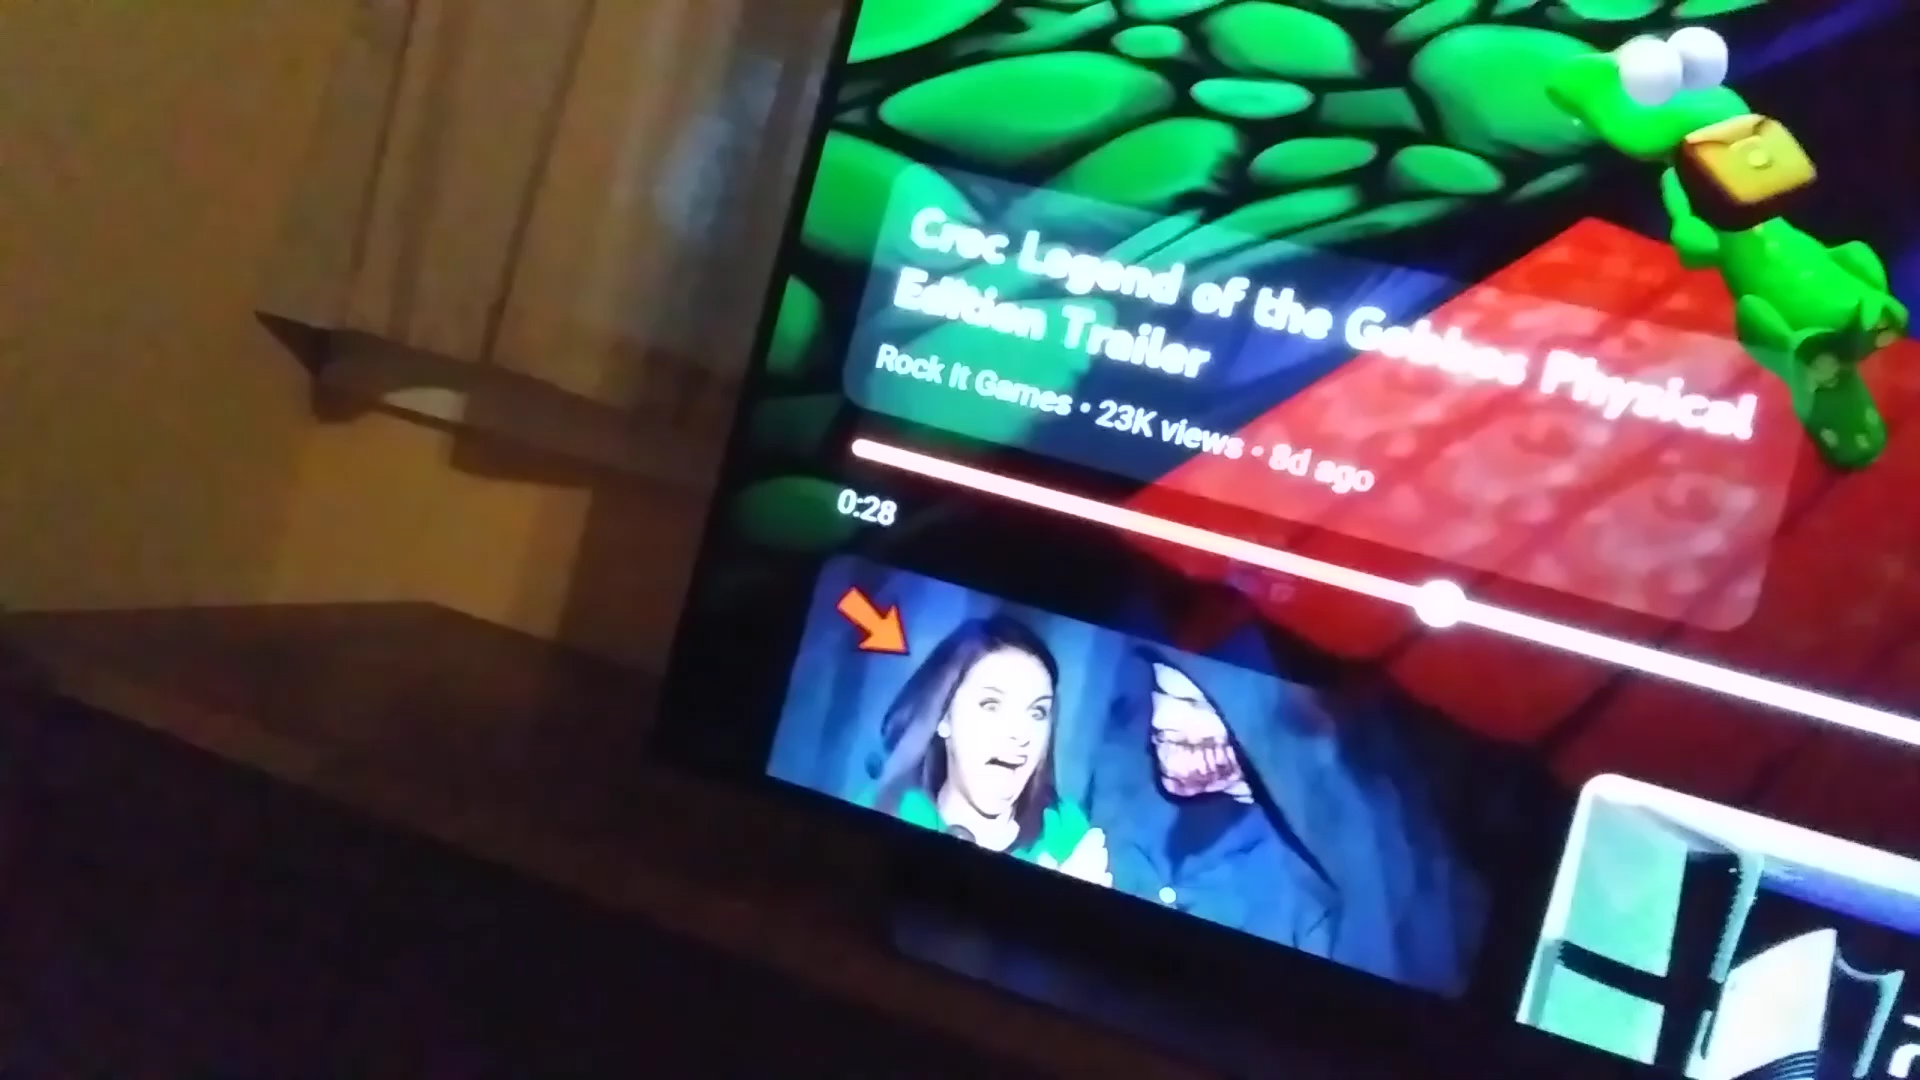 Croc Legend of the Gobbos Physical
Edition Trailer
Rock It Games • 23K views • 8d ago
0:28